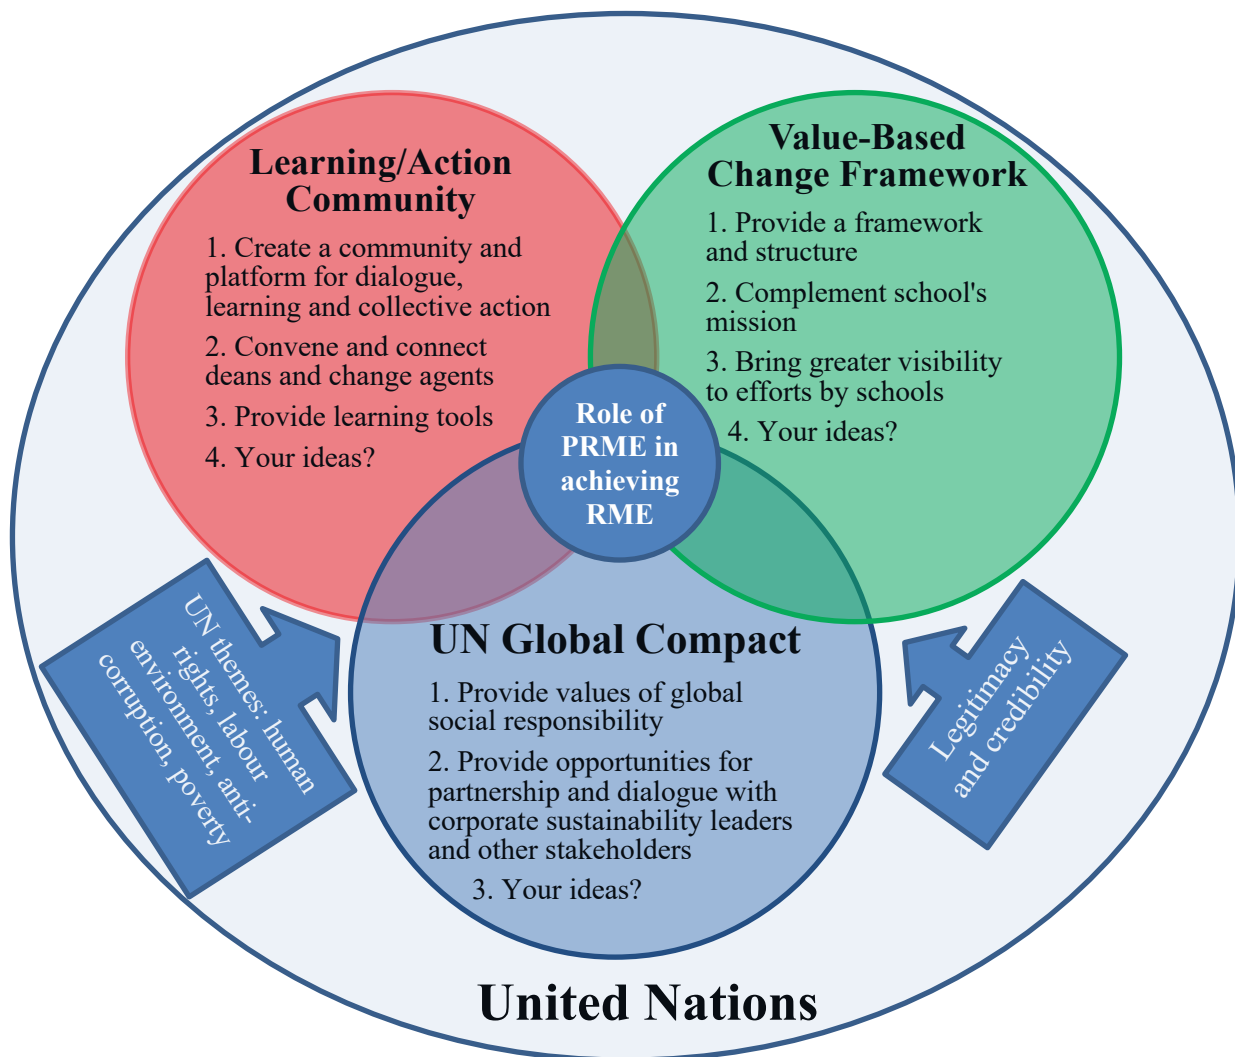 Learning/Action
Community
1. Create a community and
platform for dialogue,
learning and collective action
2. Convene and connect
deans and change agents
3. Provide learning tools
4. Your ideas?
Value-Based
Change Framework
1. Provide a framework
and structure
2. Complement school's
mission
3. Bring greater visibility
to efforts by schools
4. Your ideas?
Role of
PRME in
achieving
RME
UN Global Compact
1. Provide values of global
social responsibility
2. Provide opportunities for
partnership and dialogue with
corporate sustainability leaders
and other stakeholders
3. Your ideas?
UN themes: human
rights, labour
environment, anti-
corruption, poverty
Legitimacy
and credibility
United Nations